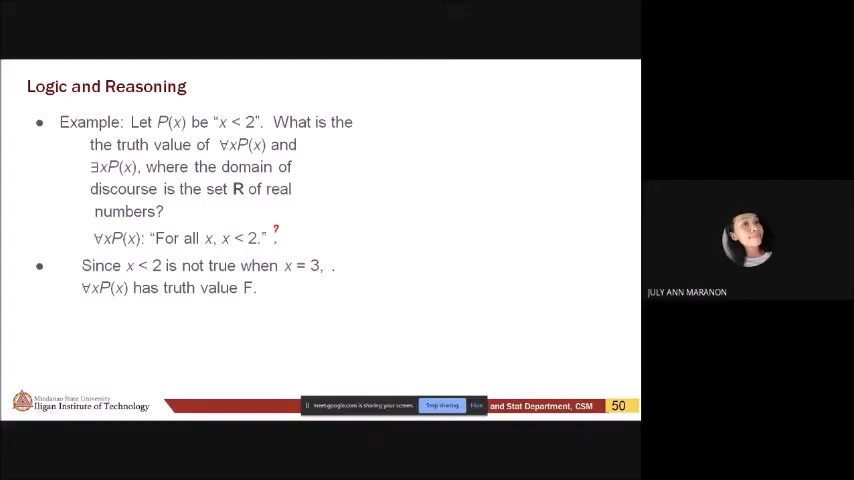 Logic and Reasoning
● Example: Let P(x) be “x < 2”. What is the
the truth value of ∀xP(x) and
∃xP(x), where the domain of
discourse is the set R of real
numbers?
∀xP(x): “For all x, x < 2.” ?
● Since x < 2 is not true when x = 3, .
∀xP(x) has truth value F.
JULY ANN MARANON
Mindanao State University
Iligan Institute of Technology
meet.google.com is sharing your screen.
Stop sharing
Hide
and Stat Department, CSM
50